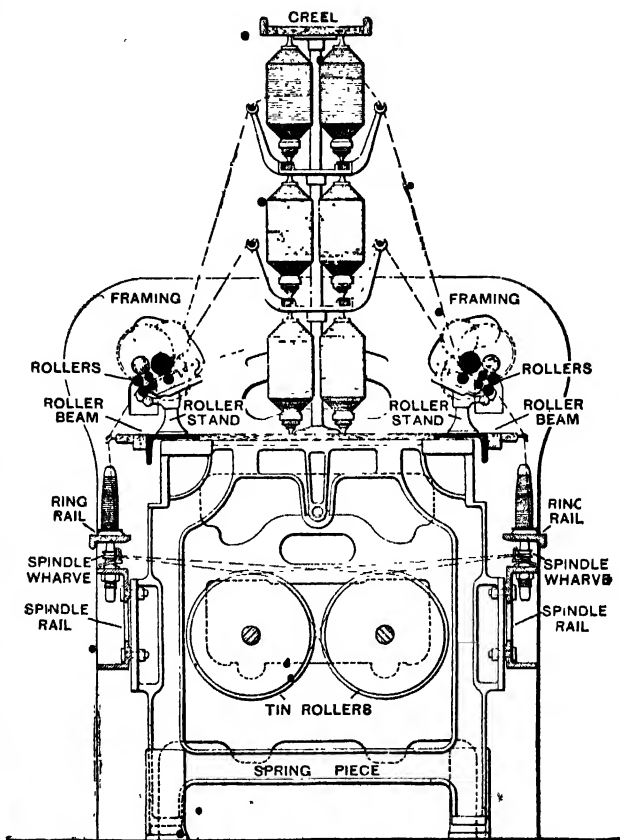 CREEL
FRAMING
FRAMING
ROLLERS
ROLLERS
ROLLER
BEAM
ROLLER
STAND
ROLLER
STAND
ROLLER
BEAM
RING
RAIL
RINC
RAIL
SPINDLE
WHARVE
SPINDLE
WHARVE
SPINDLE
RAIL
SPINDLE
RAIL
TIN ROLLERS
SPRING PIECE